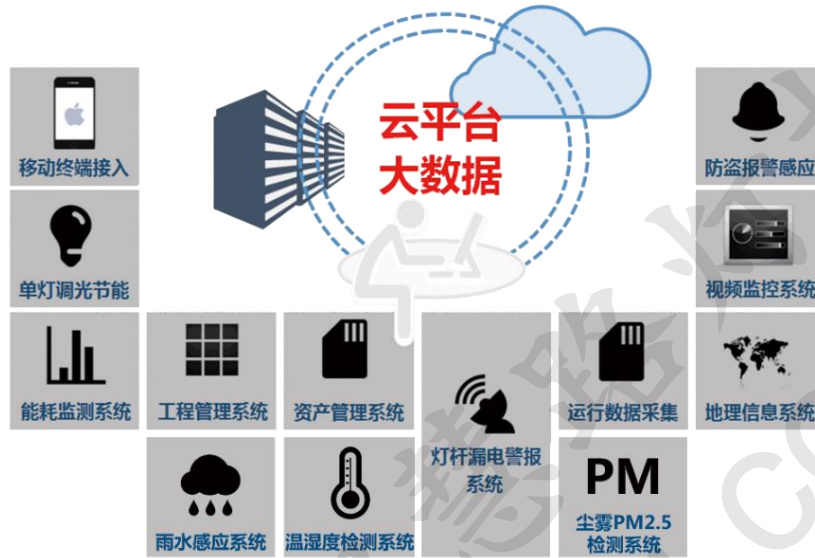 云平台
大数据
移动终端接入
防盗报警感应
单灯调光节能
视频监控系统
能耗监测系统
工程管理系统
资产管理系统
灯杆漏电警报
系统
运行数据采集
地理信息系统
雨水感应系统
温湿度检测系统
PM
尘雾PM2.5
检测系统
慧路灯
CO